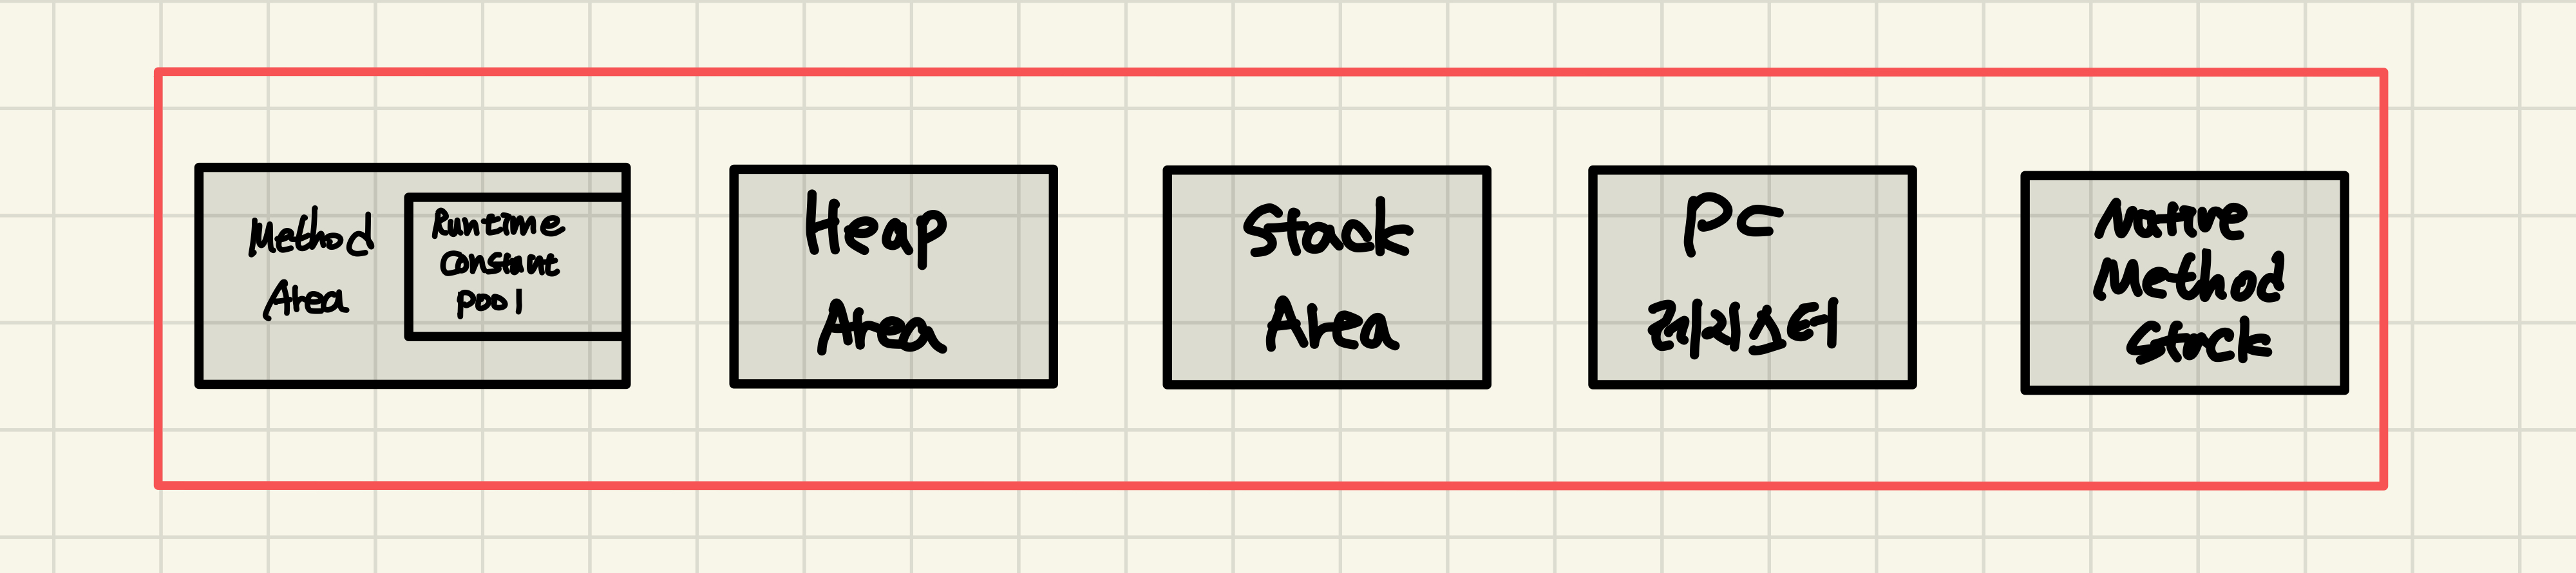 Method
Area
Runtime
Constant
pool
Heap
Area
Stack
Area
PC
레지스터
Native
Method
Stack